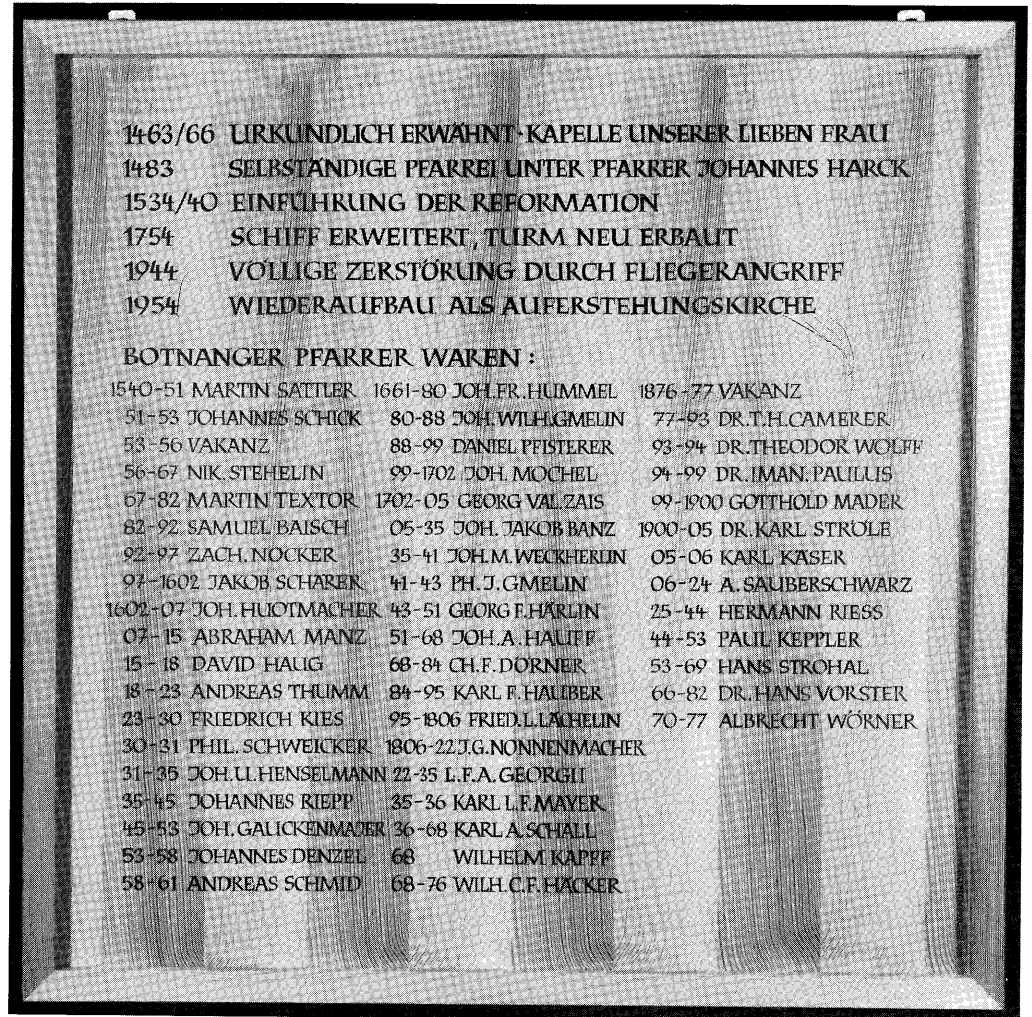 1463/66 URKUNDLICH ERWÄHNT·KAPELLE UNSERER LIEBEN FRAU
1483 SELBSTÄNDIGE PFARREI UNTER PFARRER JOHANNES HARCK
1534/40 EINFÜHRUNG DER REFORMATION
1754 SCHIFF ERWEITERT, TURM NEU ERBAUT
1944 VÖLLIGE ZERSTÖRUNG DURCH FLIEGERANGRIFF
1954 WIEDERAUFBAU ALS AUFERSTEHUNGSKIRCHE
BOTNANGER PFARRER WAREN:
1540-51 MARTIN SATTLER
51-53 JOHANNES SCHICK
53-56 VAKANZ
56-67 NIK. STEHELIN
67-82 MARTIN TEXTOR
82-92 SAMUEL BAISCH
92-97 ZACH. NOCKER
97-1602 JAKOB SCHÄRER
1602-07 JOH. HUOTMACHER
07-15 ABRAHAM MANZ
15-18 DAVID HAUG
18-23 ANDREAS THUMM
23-30 FRIEDRICH KIES
30-31 PHIL. SCHWEICKER
31-35 JOH.U.HENSELMANN
35-45 JOHANNES RIEPP
45-53 JOH. GAUCKENMAJER
53-58 JOHANNES DENZEL
58-61 ANDREAS SCHMID
1661-80 JOH.FR.HUMMEL
80-88 JOH.WILH.GMELIN
88-99 DANIEL PFISTERER
99-1702 JOH. MOCHEL
1702-05 GEORG VAL.ZAIS
05-35 JOH. JAKOB BANZ
35-41 JOH.M.WECKHERLIN
41-43 PH.J.GMELIN
43-51 GEORG F.HÄRLIN
51-68 JOH.A.HAUFF
68-84 CH.F.DORNER
84-95 KARL F.HAUBER
95-1806 FRIED.L.LÄCHELIN
1806-22 J.G.NONNENMACHER
22-35 L.F.A.GEORGII
35-36 KARL L.F.MAYER
36-68 KARL A.SCHALL
68 WILHELM KAPFF
68-76 WILH.C.F.HÄCKER
1876-77 VAKANZ
77-93 DR.T.H.CAMERER
93-94 DR.THEODOR WOLFF
94-99 DR.IMAN.PAULUS
99-1900 GOTTHOLD MADER
1900-05 DR.KARL STRÖLE
05-06 KARL KÄSER
06-24 A.SAUBERSCHWARZ
25-44 HERMANN RIESS
44-53 PAUL KEPPLER
53-69 HANS STROHAL
66-82 DR.HANS VORSTER
70-77 ALBRECHT WÖRNER